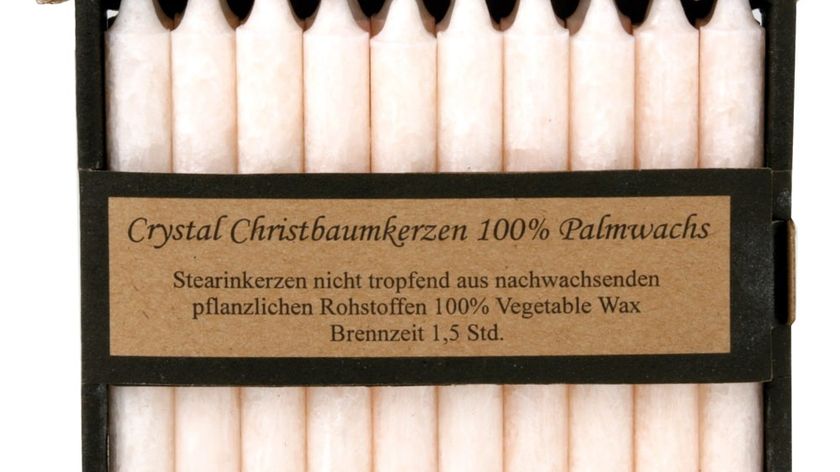 Crystal Christbaumkerzen 100% Palmwachs
Stearinkerzen nicht tropfend aus nachwachsenden
pflanzlichen Rohstoffen 100% Vegetable Wax
Brennzeit 1,5 Std.